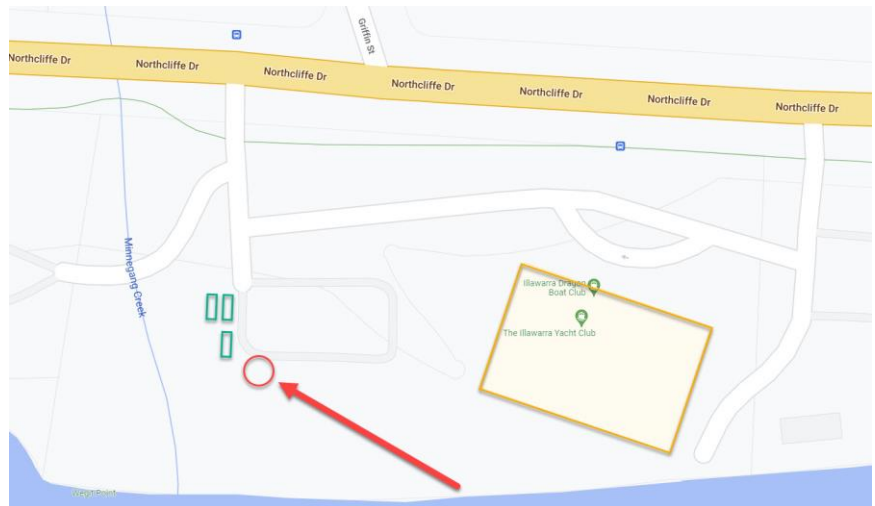 Griffin St
Northcliffe Dr
Northcliffe Dr
Northcliffe Dr
Northcliffe Dr
Northcliffe Dr
Northcliffe Dr
Northcliffe Dr
Minnegang Creek
Illawarra Dragon
Boat Club
The Illawarra Yacht Club